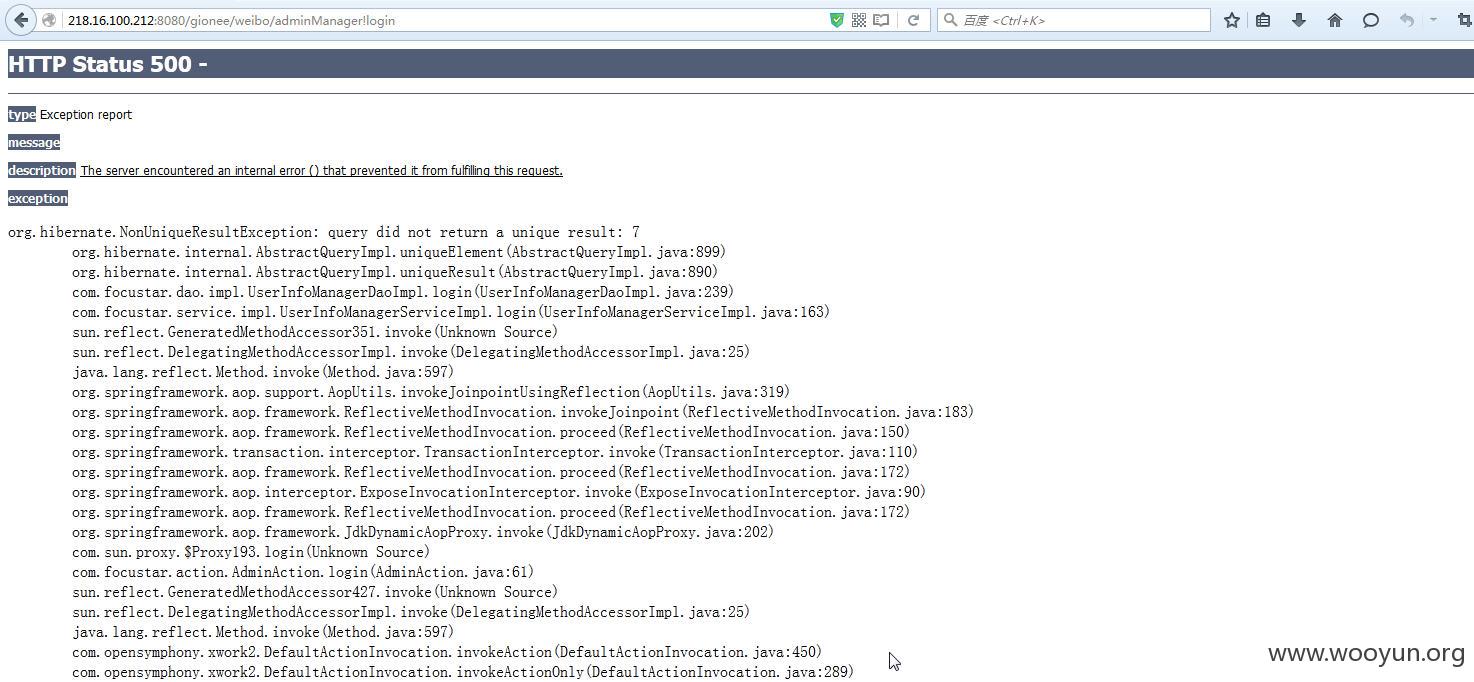 218.16.100.212:8080/gionee/weibo/adminManager!login
百度 <Ctrl+K>
HTTP Status 500 -
type Exception report
message
description The server encountered an internal error () that prevented it from fulfilling this request.
exception
org.hibernate.NonUniqueResultException: query did not return a unique result: 7
org.hibernate.internal.AbstractQueryImpl.uniqueElement(AbstractQueryImpl.java:899)
org.hibernate.internal.AbstractQueryImpl.uniqueResult(AbstractQueryImpl.java:890)
com.focustar.dao.impl.UserInfoManagerDaoImpl.login(UserInfoManagerDaoImpl.java:239)
com.focustar.service.impl.UserInfoManagerServiceImpl.login(UserInfoManagerServiceImpl.java:163)
sun.reflect.GeneratedMethodAccessor351.invoke(Unknown Source)
sun.reflect.DelegatingMethodAccessorImpl.invoke(DelegatingMethodAccessorImpl.java:25)
java.lang.reflect.Method.invoke(Method.java:597)
org.springframework.aop.support.AopUtils.invokeJoinpointUsingReflection(AopUtils.java:319)
org.springframework.aop.framework.ReflectiveMethodInvocation.invokeJoinpoint(ReflectiveMethodInvocation.java:183)
org.springframework.aop.framework.ReflectiveMethodInvocation.proceed(ReflectiveMethodInvocation.java:150)
org.springframework.transaction.interceptor.TransactionInterceptor.invoke(TransactionInterceptor.java:110)
org.springframework.aop.framework.ReflectiveMethodInvocation.proceed(ReflectiveMethodInvocation.java:172)
org.springframework.aop.interceptor.ExposeInvocationInterceptor.invoke(ExposeInvocationInterceptor.java:90)
org.springframework.aop.framework.ReflectiveMethodInvocation.proceed(ReflectiveMethodInvocation.java:172)
org.springframework.aop.framework.JdkDynamicAopProxy.invoke(JdkDynamicAopProxy.java:202)
com.sun.proxy.$Proxy193.login(Unknown Source)
com.focustar.action.AdminAction.login(AdminAction.java:61)
sun.reflect.GeneratedMethodAccessor427.invoke(Unknown Source)
sun.reflect.DelegatingMethodAccessorImpl.invoke(DelegatingMethodAccessorImpl.java:25)
java.lang.reflect.Method.invoke(Method.java:597)
com.opensymphony.xwork2.DefaultActionInvocation.invokeAction(DefaultActionInvocation.java:450)
com.opensymphony.xwork2.DefaultActionInvocation.invokeActionOnly(DefaultActionInvocation.java:289)
www.wooyun.org